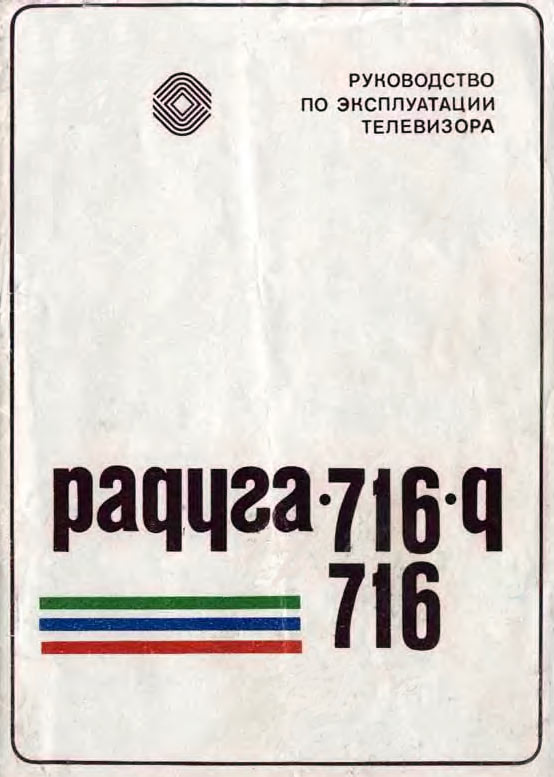 РУКОВОДСТВО
ПО ЭКСПЛУАТАЦИИ
ТЕЛЕВИЗОРА
радуга·716·д
716